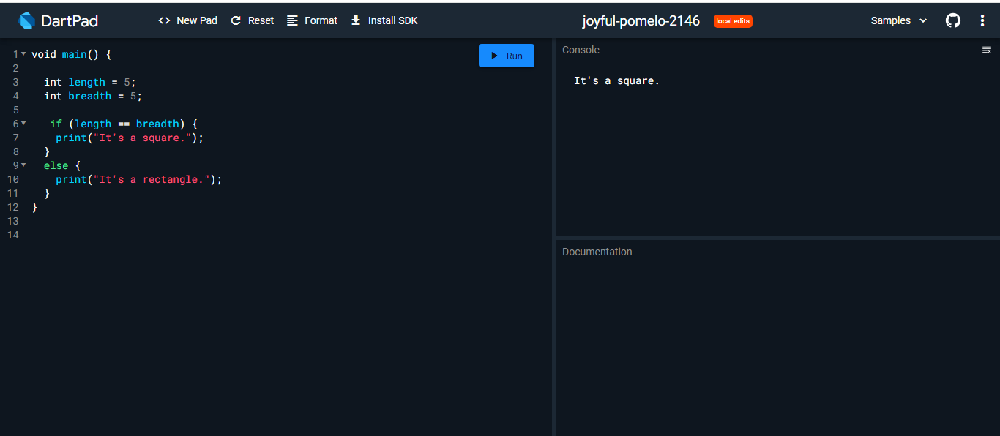 DartPad <> New Pad Reset Format Install SDK joyful-pomelo-2146 local edits Samples
1 void main() {
2
3   int length = 5;
4   int breadth = 5;
5
6    if (length == breadth) {
7     print("It's a square.");
8   }
9   else {
10     print("It's a rectangle.");
11   }
12 }
13
14
Run
Console
It's a square.
Documentation